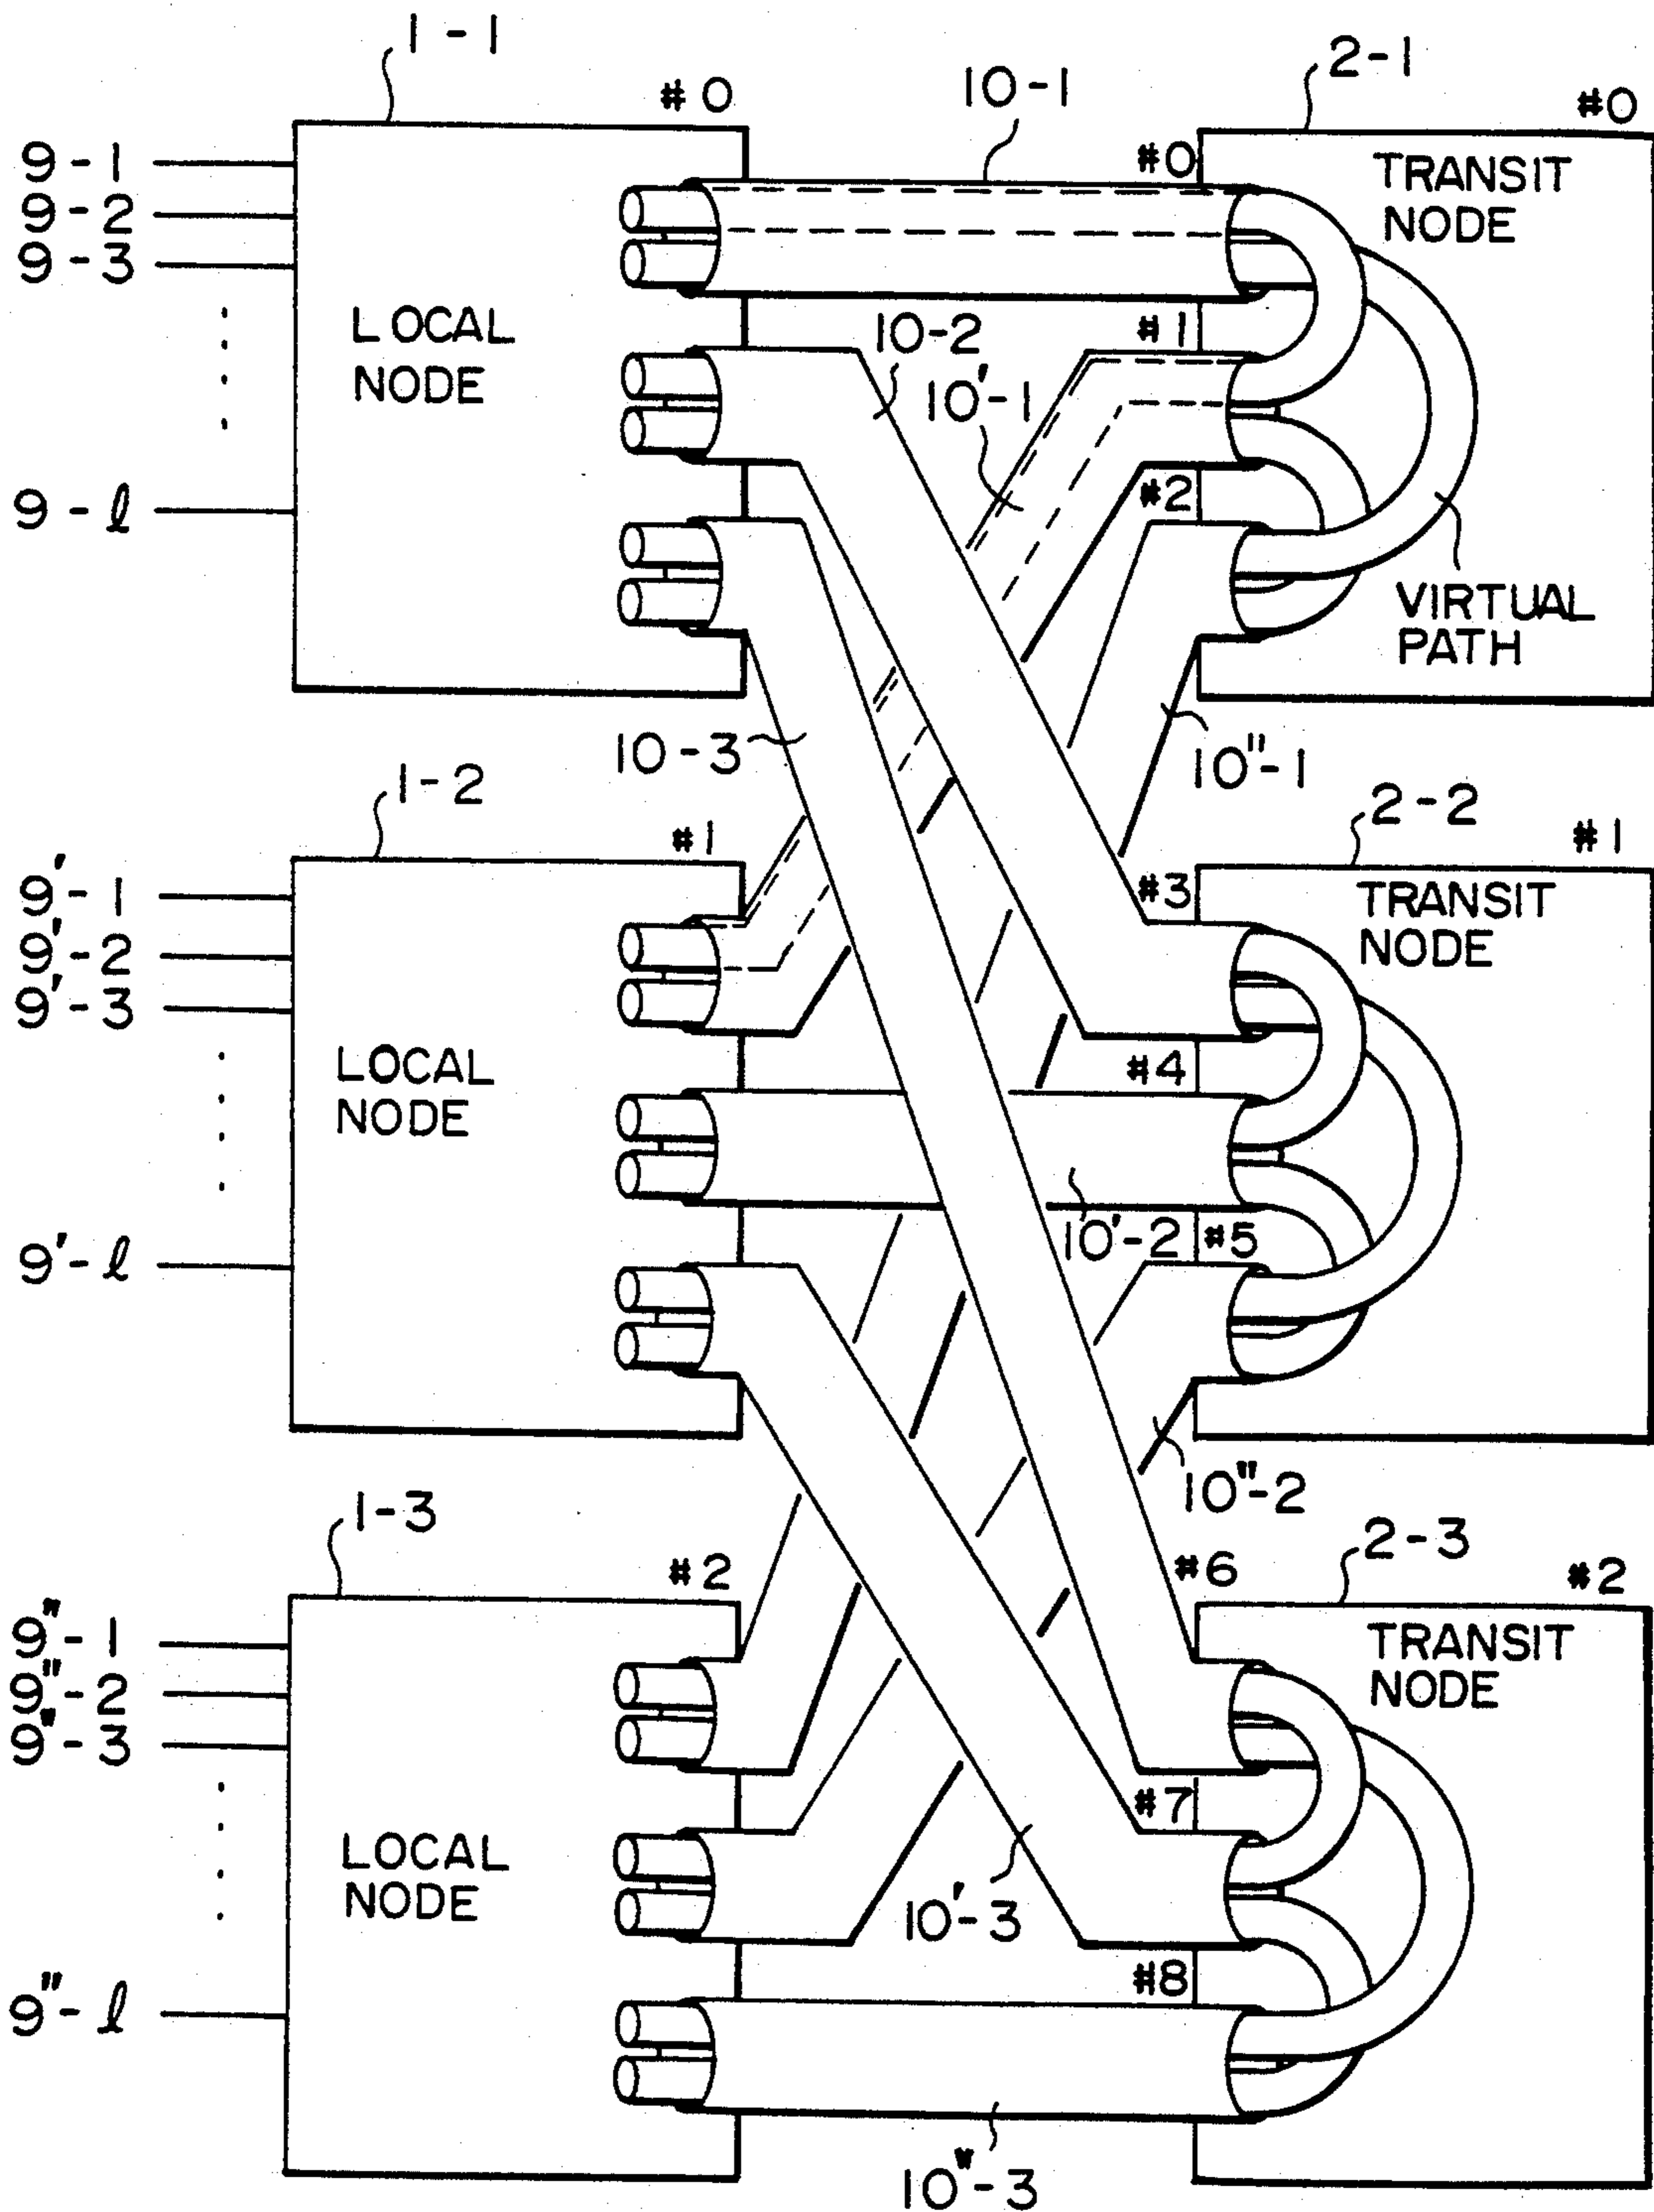 1-1
2-1
#0
10-1
#0
9-1
#0
TRANSIT
NODE
9-2
9-3
LOCAL
NODE
10-2
#1
10'-1
9-ℓ
#2
VIRTUAL
PATH
10-3
10"-1
1-2
2-2
#1
#1
9'-1
#3
TRANSIT
NODE
9'-2
9'-3
LOCAL
NODE
#4
10'-2
#5
9'-ℓ
10"-2
1-3
2-3
#2
#6
#2
9"-1
TRANSIT
NODE
9"-2
9"-3
#7
LOCAL
NODE
10'-3
#8
9"-ℓ
10"-3